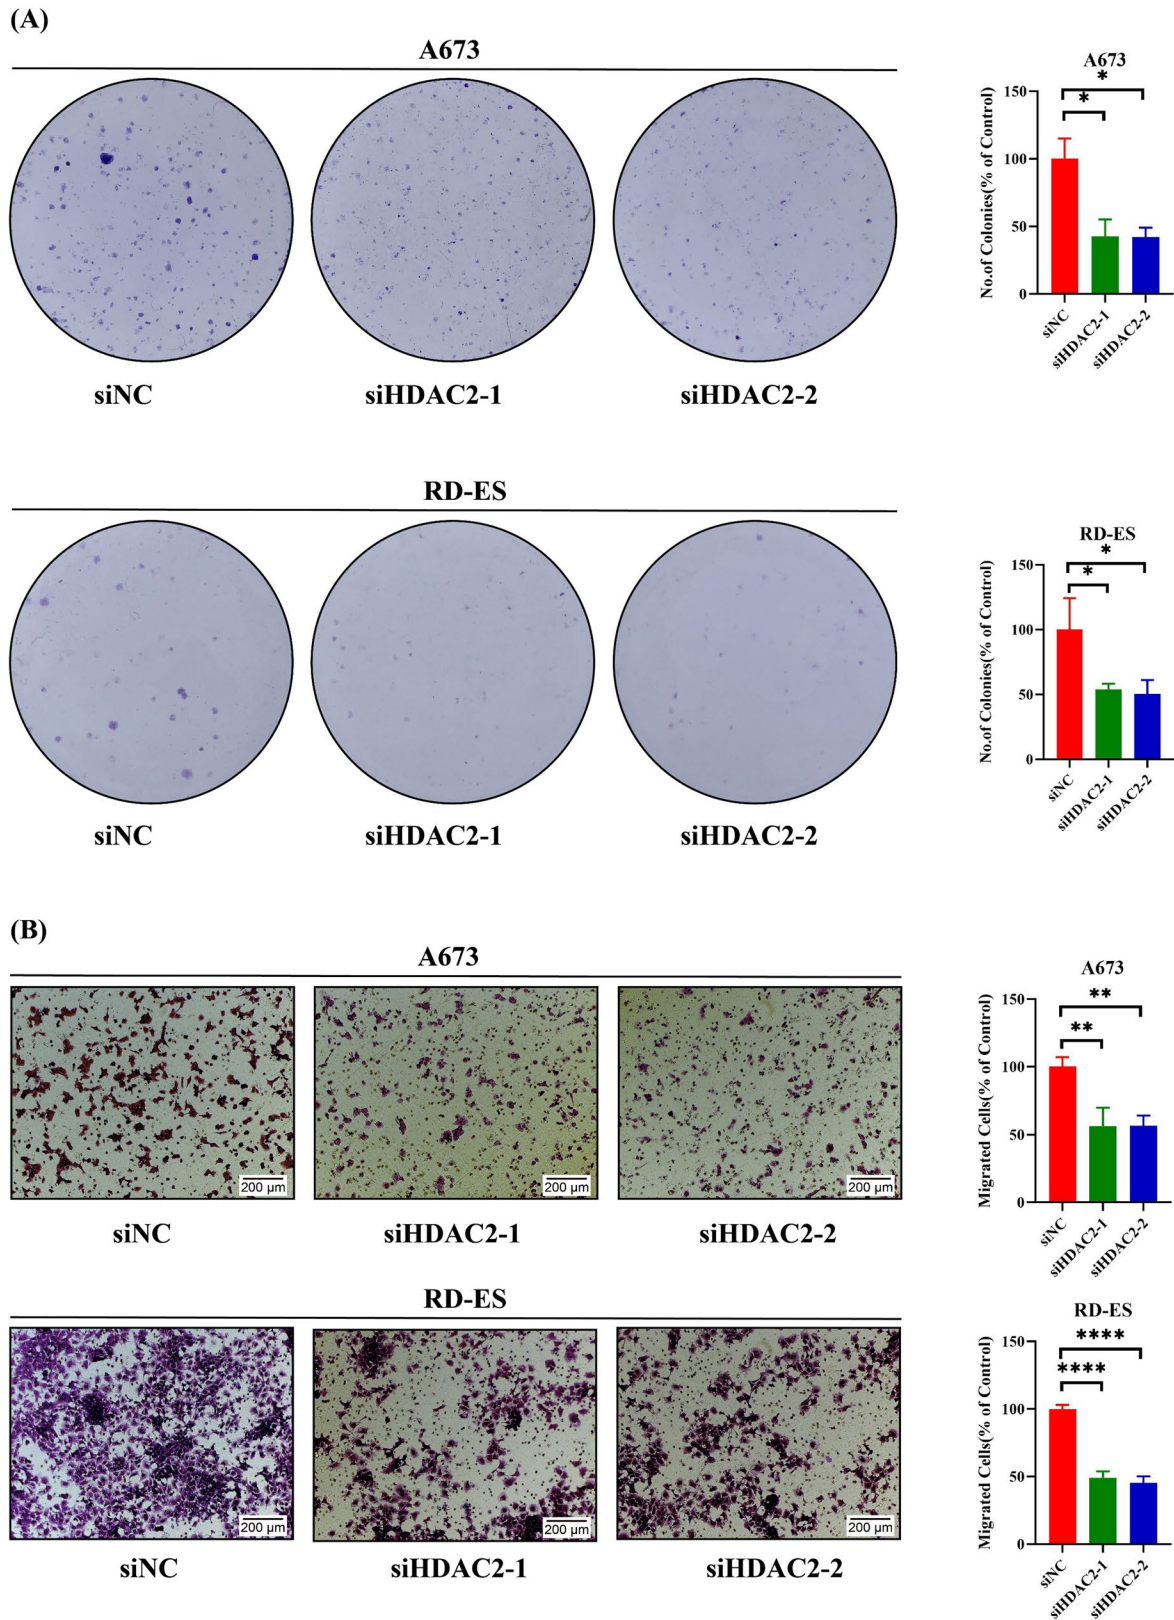 (A)
A673
siNC
siHDAC2-1
siHDAC2-2
A673
*
*
No.of Colonies(% of Control)
150
100
50
0
siNC
siHDAC2-1
siHDAC2-2
RD-ES
siNC
siHDAC2-1
siHDAC2-2
RD-ES
*
*
No.of Colonies(% of Control)
150
100
50
0
siNC
siHDAC2-1
siHDAC2-2
(B)
A673
200 μm
200 μm
200 μm
siNC
siHDAC2-1
siHDAC2-2
A673
**
**
Migrated Cells(% of Control)
150
100
50
0
siNC
siHDAC2-1
siHDAC2-2
RD-ES
200 μm
200 μm
200 μm
siNC
siHDAC2-1
siHDAC2-2
RD-ES
****
****
Migrated Cells(% of Control)
150
100
50
0
siNC
siHDAC2-1
siHDAC2-2